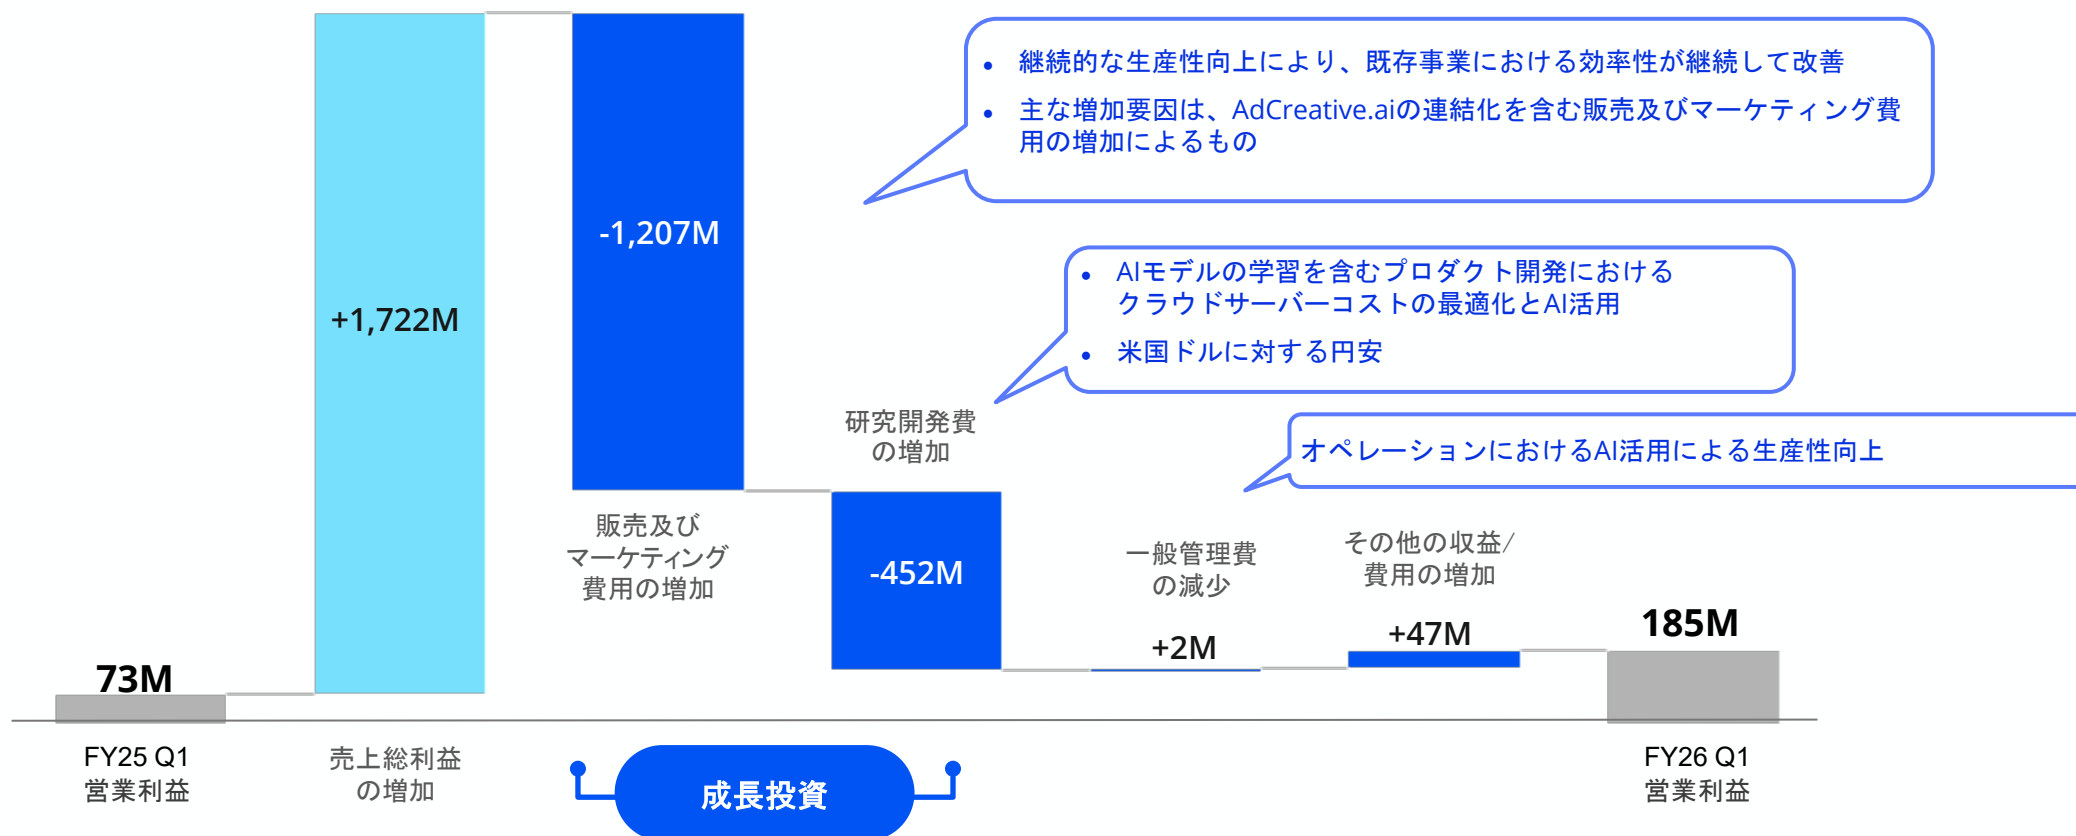 継続的な生産性向上により、既存事業における効率性が継続して改善
主な増加要因は、AdCreative.aiの連結化を含む販売及びマーケティング費
用の増加によるもの
-1,207M
AIモデルの学習を含むプロダクト開発における
クラウドサーバーコストの最適化とAI活用
米国ドルに対する円安
+1,722M
研究開発費
の増加
オペレーションにおけるAI活用による生産性向上
販売及び
マーケティング
費用の増加
-452M
一般管理費
の減少
その他の収益/
費用の増加
73M
+2M
+47M
185M
FY25 Q1
営業利益
売上総利益
の増加
成長投資
FY26 Q1
営業利益